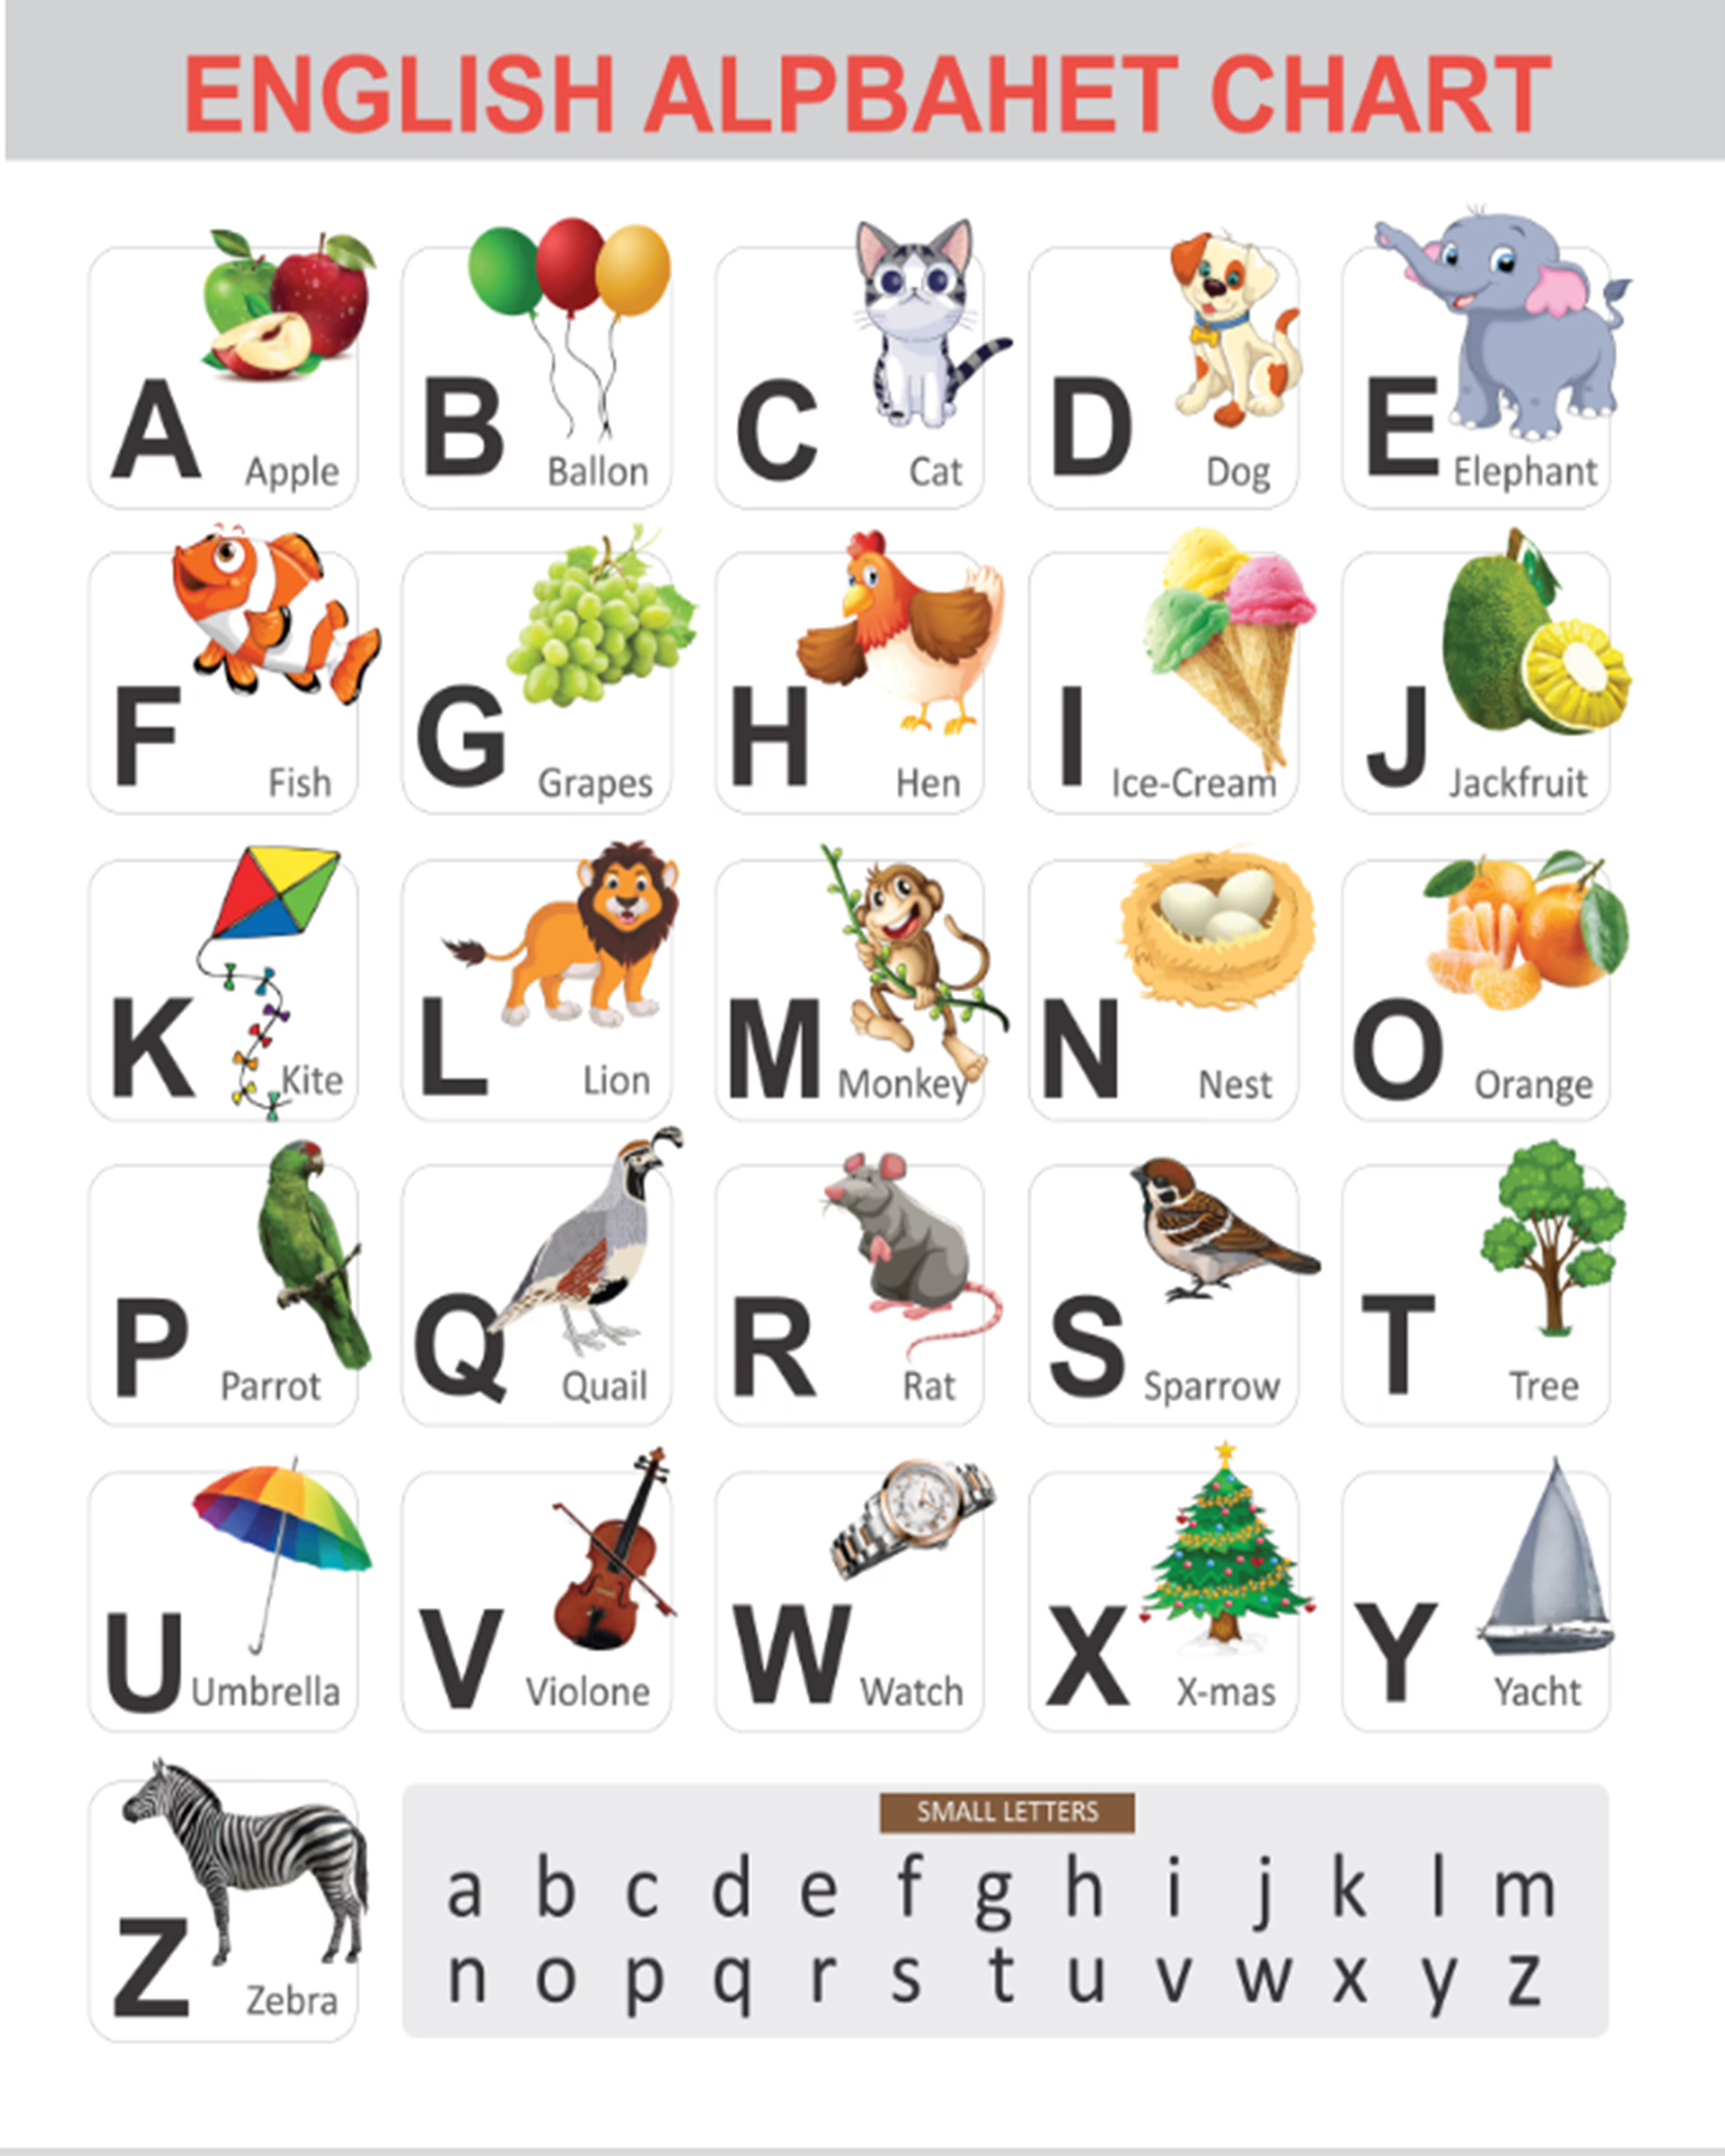 ENGLISH ALPBAHET CHART
A Apple
B Ballon
C Cat
D Dog
E Elephant
F Fish
G Grapes
H Hen
I Ice-Cream
J Jackfruit
K Kite
L Lion
M Monkey
N Nest
O Orange
P Parrot
Q Quail
R Rat
S Sparrow
T Tree
U Umbrella
V Violone
W Watch
X X-mas
Y Yacht
Z Zebra
SMALL LETTERS
a b c d e f g h i j k l m
n o p q r s t u v w x y z